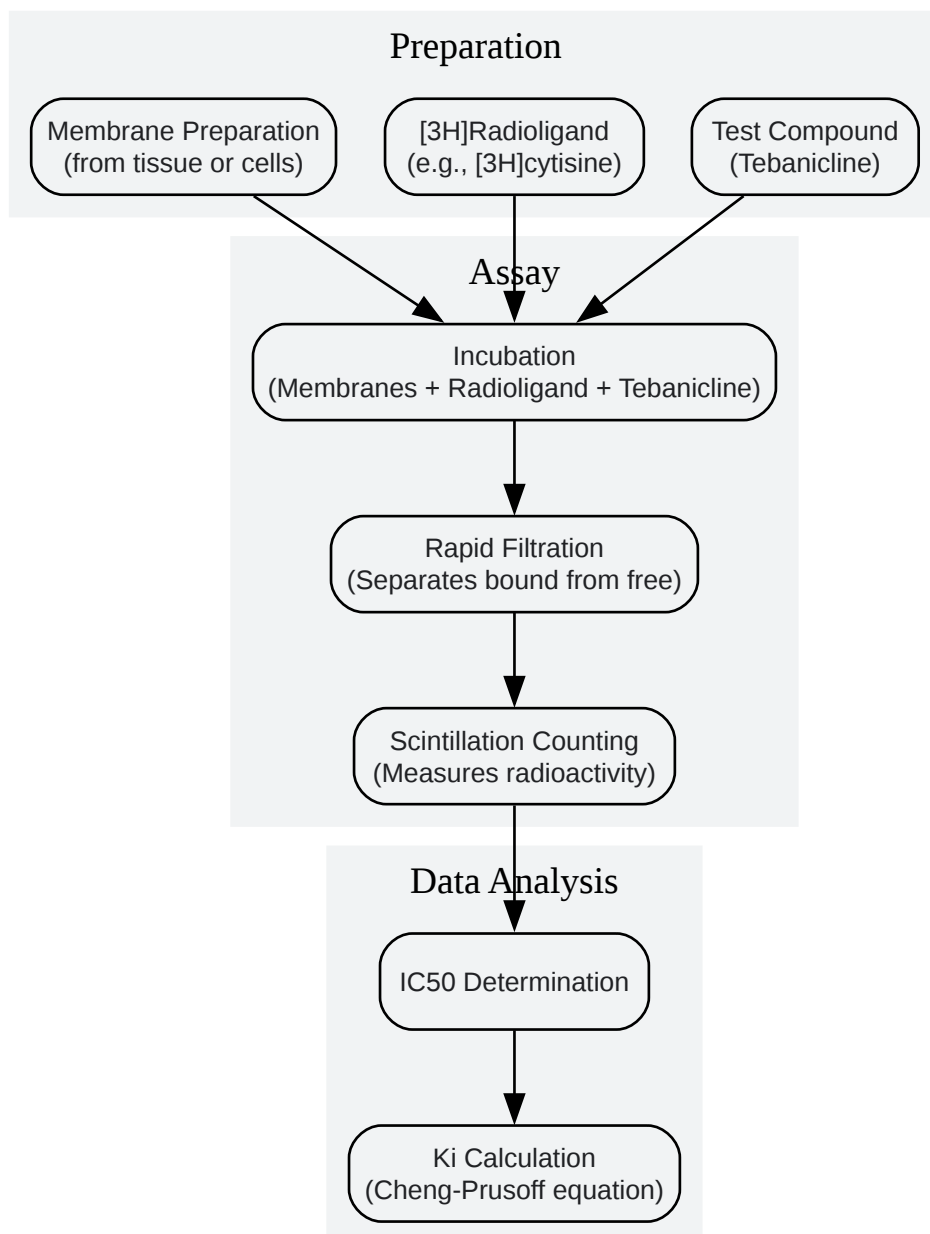 Preparation
Membrane Preparation
(from tissue or cells)
[3H]Radioligand
(e.g., [3H]cytisine)
Test Compound
(Tebanicline)
Assay
Incubation
(Membranes + Radioligand + Tebanicline)
Rapid Filtration
(Separates bound from free)
Scintillation Counting
(Measures radioactivity)
Data Analysis
IC50 Determination
Ki Calculation
(Cheng-Prusoff equation)